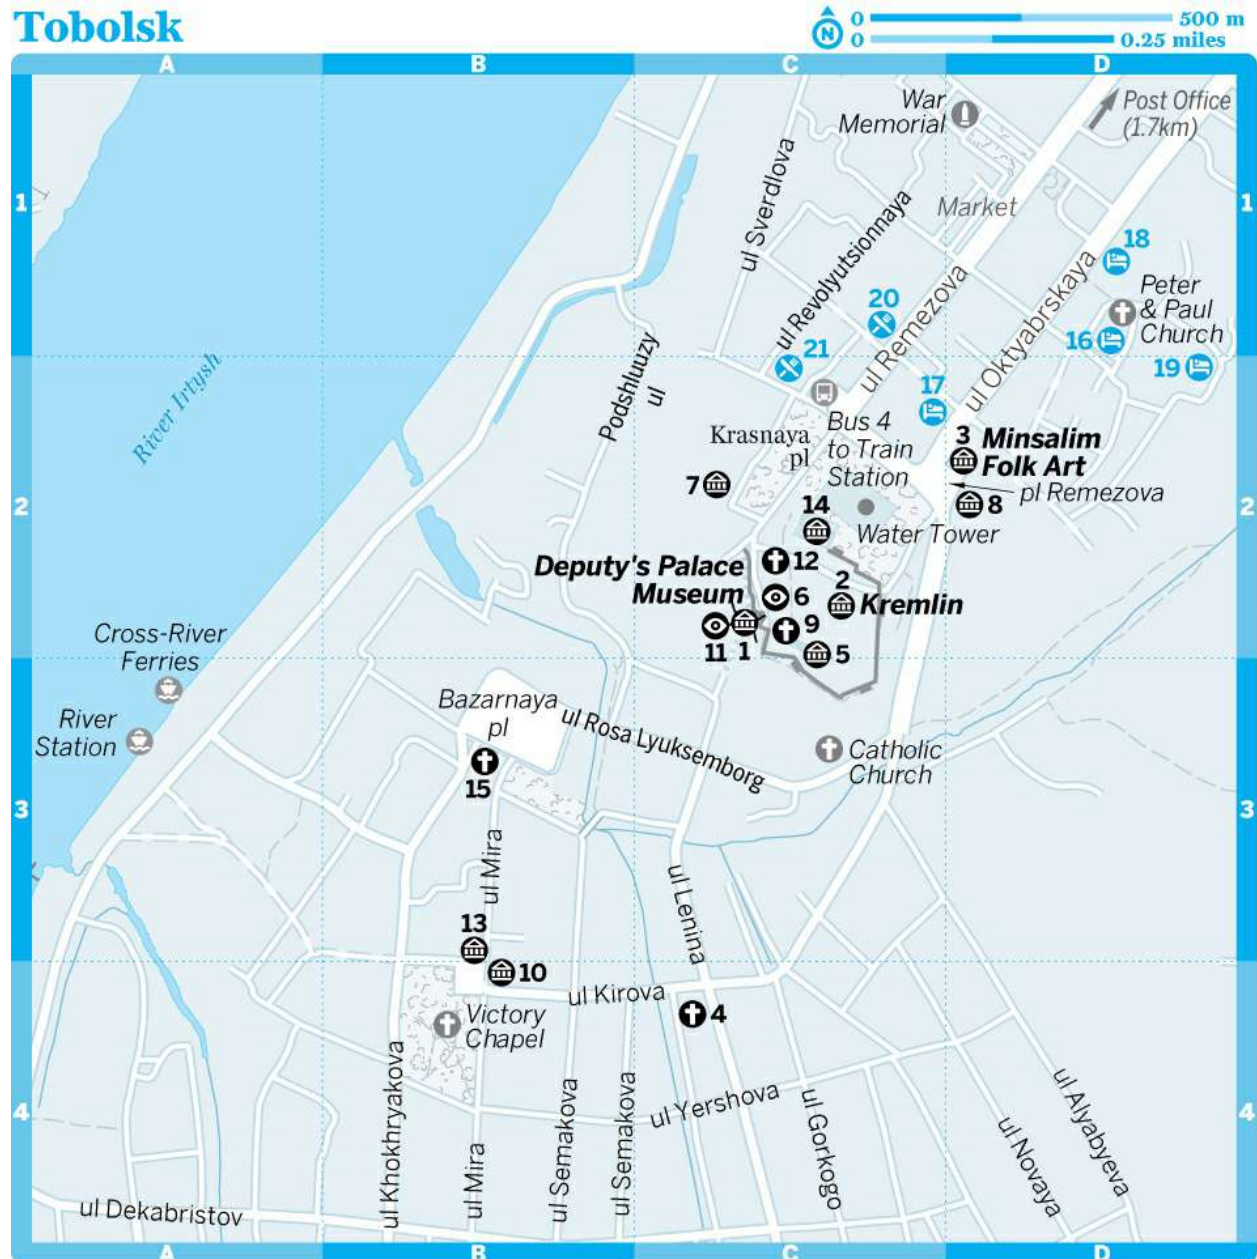 Tobolsk
N
0
500 m
0
0.25 miles
A
B
C
D
War
Memorial
Post Office
(1.7km)
1
1
ul Sverdlova
ul Revolyutsionnaya
Market
18
Peter
& Paul
Church
20
ul Remezova
ul Oktyabrskaya
16
19
21
17
River Irtysh
Podshluuzy
ul
Krasnaya
pl
Bus 4
to Train
Station
3
Minsalim
Folk Art
pl Remezova
7
8
2
2
14
Water Tower
12
Deputy's Palace
Museum
6
2
Kremlin
9
11
1
5
Cross-River
Ferries
River
Station
Bazarnaya
pl
ul Rosa Lyuksemborg
Catholic
Church
15
3
3
ul Mira
ul Lenina
13
10
ul Kirova
4
Victory
Chapel
ul Khokhryakova
ul Mira
ul Semakova
ul Semakova
ul Yershova
ul Gorkogo
ul Novaya
ul Alyabyeva
4
4
ul Dekabristov
A
B
C
D